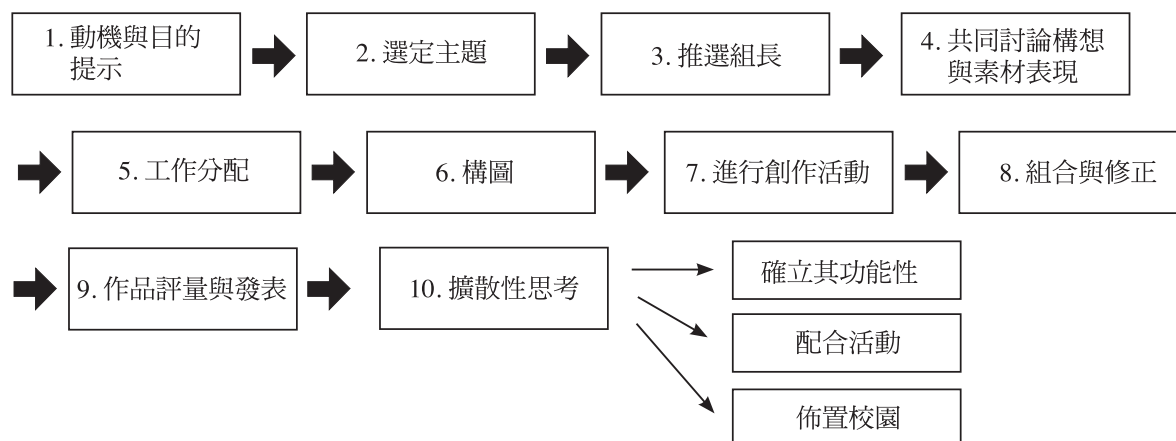 1. 動機與目的
提示
2. 選定主題
3. 推選組長
4. 共同討論構想
與素材表現
5. 工作分配
6. 構圖
7. 進行創作活動
8. 組合與修正
9. 作品評量與發表
10. 擴散性思考
確立其功能性
配合活動
佈置校園